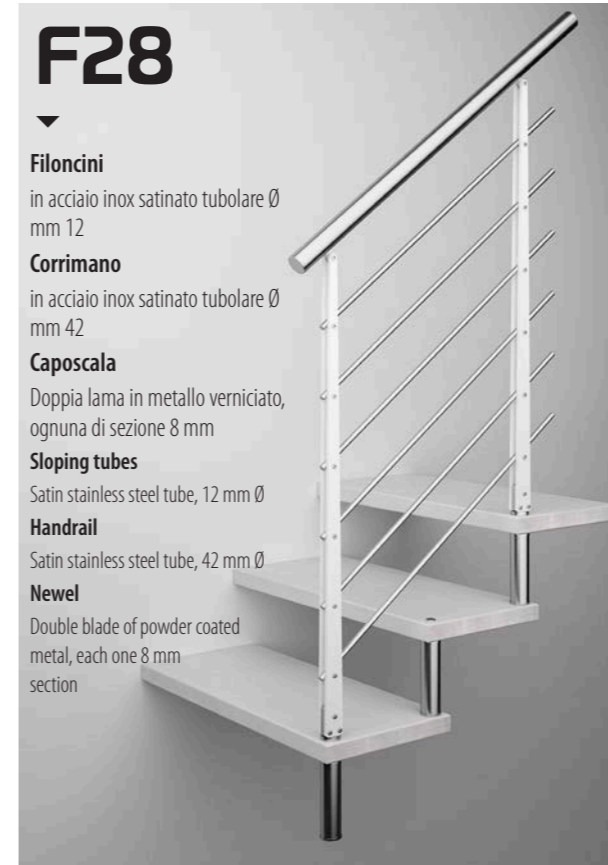 F28
Filoncini
in acciaio inox satinato tubolare Ø
mm 12
Corrimano
in acciaio inox satinato tubolare Ø
mm 42
Caposcala
Doppia lama in metallo verniciato,
ognuna di sezione 8 mm
Sloping tubes
Satin stainless steel tube, 12 mm Ø
Handrail
Satin stainless steel tube, 42 mm Ø
Newel
Double blade of powder coated
metal, each one 8 mm
section